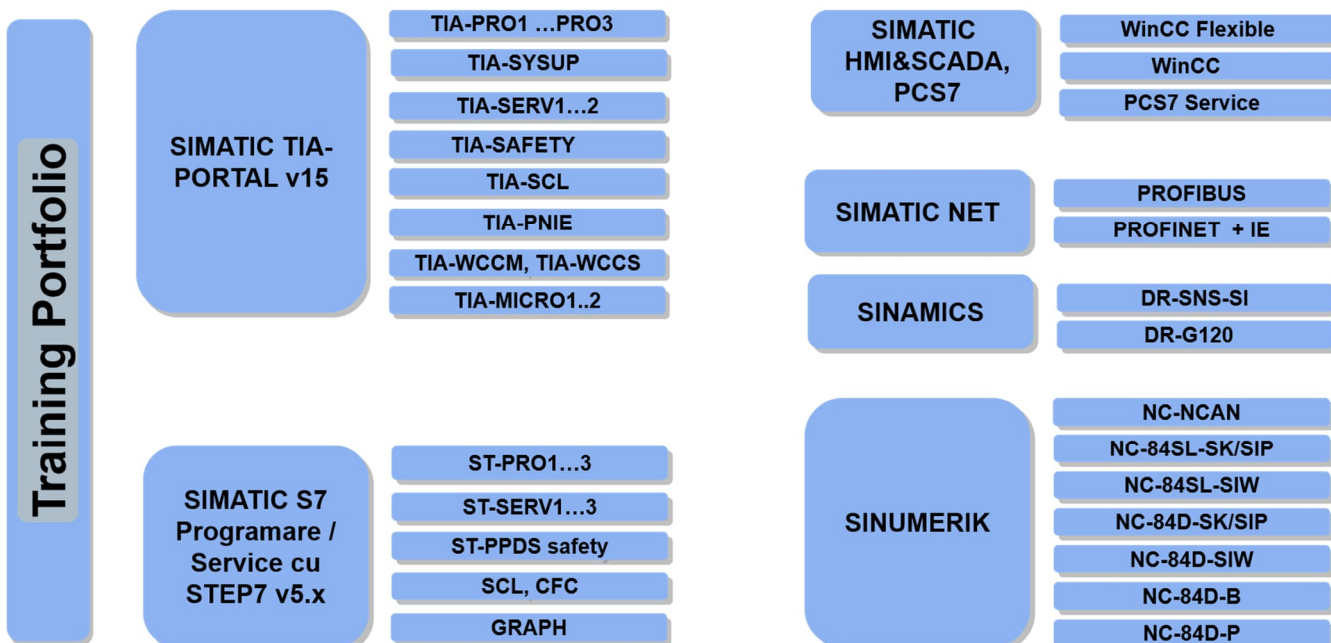 Training Portfolio
SIMATIC TIA-
PORTAL v15
TIA-PRO1 ...PRO3
TIA-SYSUP
TIA-SERV1...2
TIA-SAFETY
TIA-SCL
TIA-PNIE
TIA-WCCM, TIA-WCCS
TIA-MICRO1..2
SIMATIC S7
Programare /
Service cu
STEP7 v5.x
ST-PRO1...3
ST-SERV1...3
ST-PPDS safety
SCL, CFC
GRAPH
SIMATIC
HMI&SCADA,
PCS7
WinCC Flexible
WinCC
PCS7 Service
SIMATIC NET
PROFIBUS
PROFINET + IE
SINAMICS
DR-SNS-SI
DR-G120
SINUMERIK
NC-NCAN
NC-84SL-SK/SIP
NC-84SL-SIW
NC-84D-SK/SIP
NC-84D-SIW
NC-84D-B
NC-84D-P